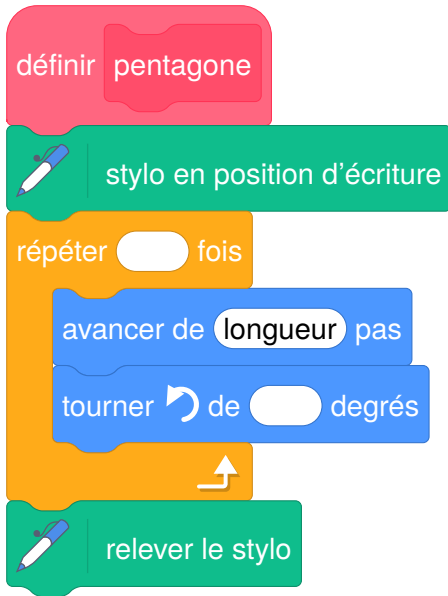 définir pentagone
stylo en position d'écriture
répéter fois
avancer de longueur pas
tourner de degrés
relever le stylo